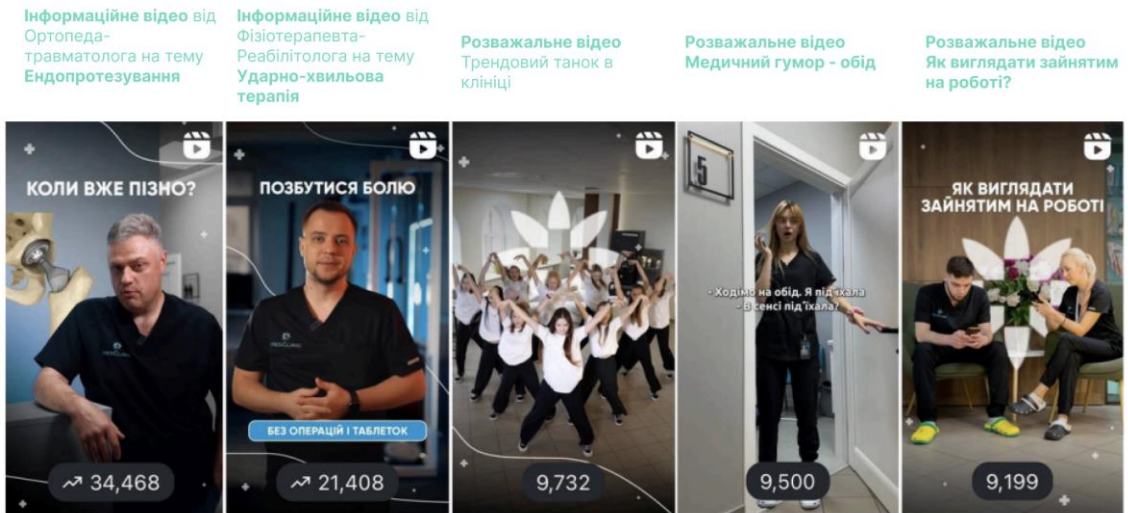 Інформаційне відео від
Ортопеда-
травматолога на тему
Ендопротезування
Інформаційне відео від
Фізіотерапевта-
Реабілітолога на тему
Ударно-хвильова
терапія
Розважальне відео
Трендовий танок в
клініці
Розважальне відео
Медичний гумор - обід
Розважальне відео
Як виглядати зайнятим
на роботі?
КОЛИ ВЖЕ ПІЗНО?
34,468
ПОЗБУТИСЯ БОЛЮ
БЕЗ ОПЕРАЦІЙ І ТАБЛЕТОК
21,408
9,732
5
- Ходімо на обід. Я під'їхала
- В сенсі під'їхала?
9,500
ЯК ВИГЛЯДАТИ
ЗАЙНЯТИМ НА РОБОТІ
9,199